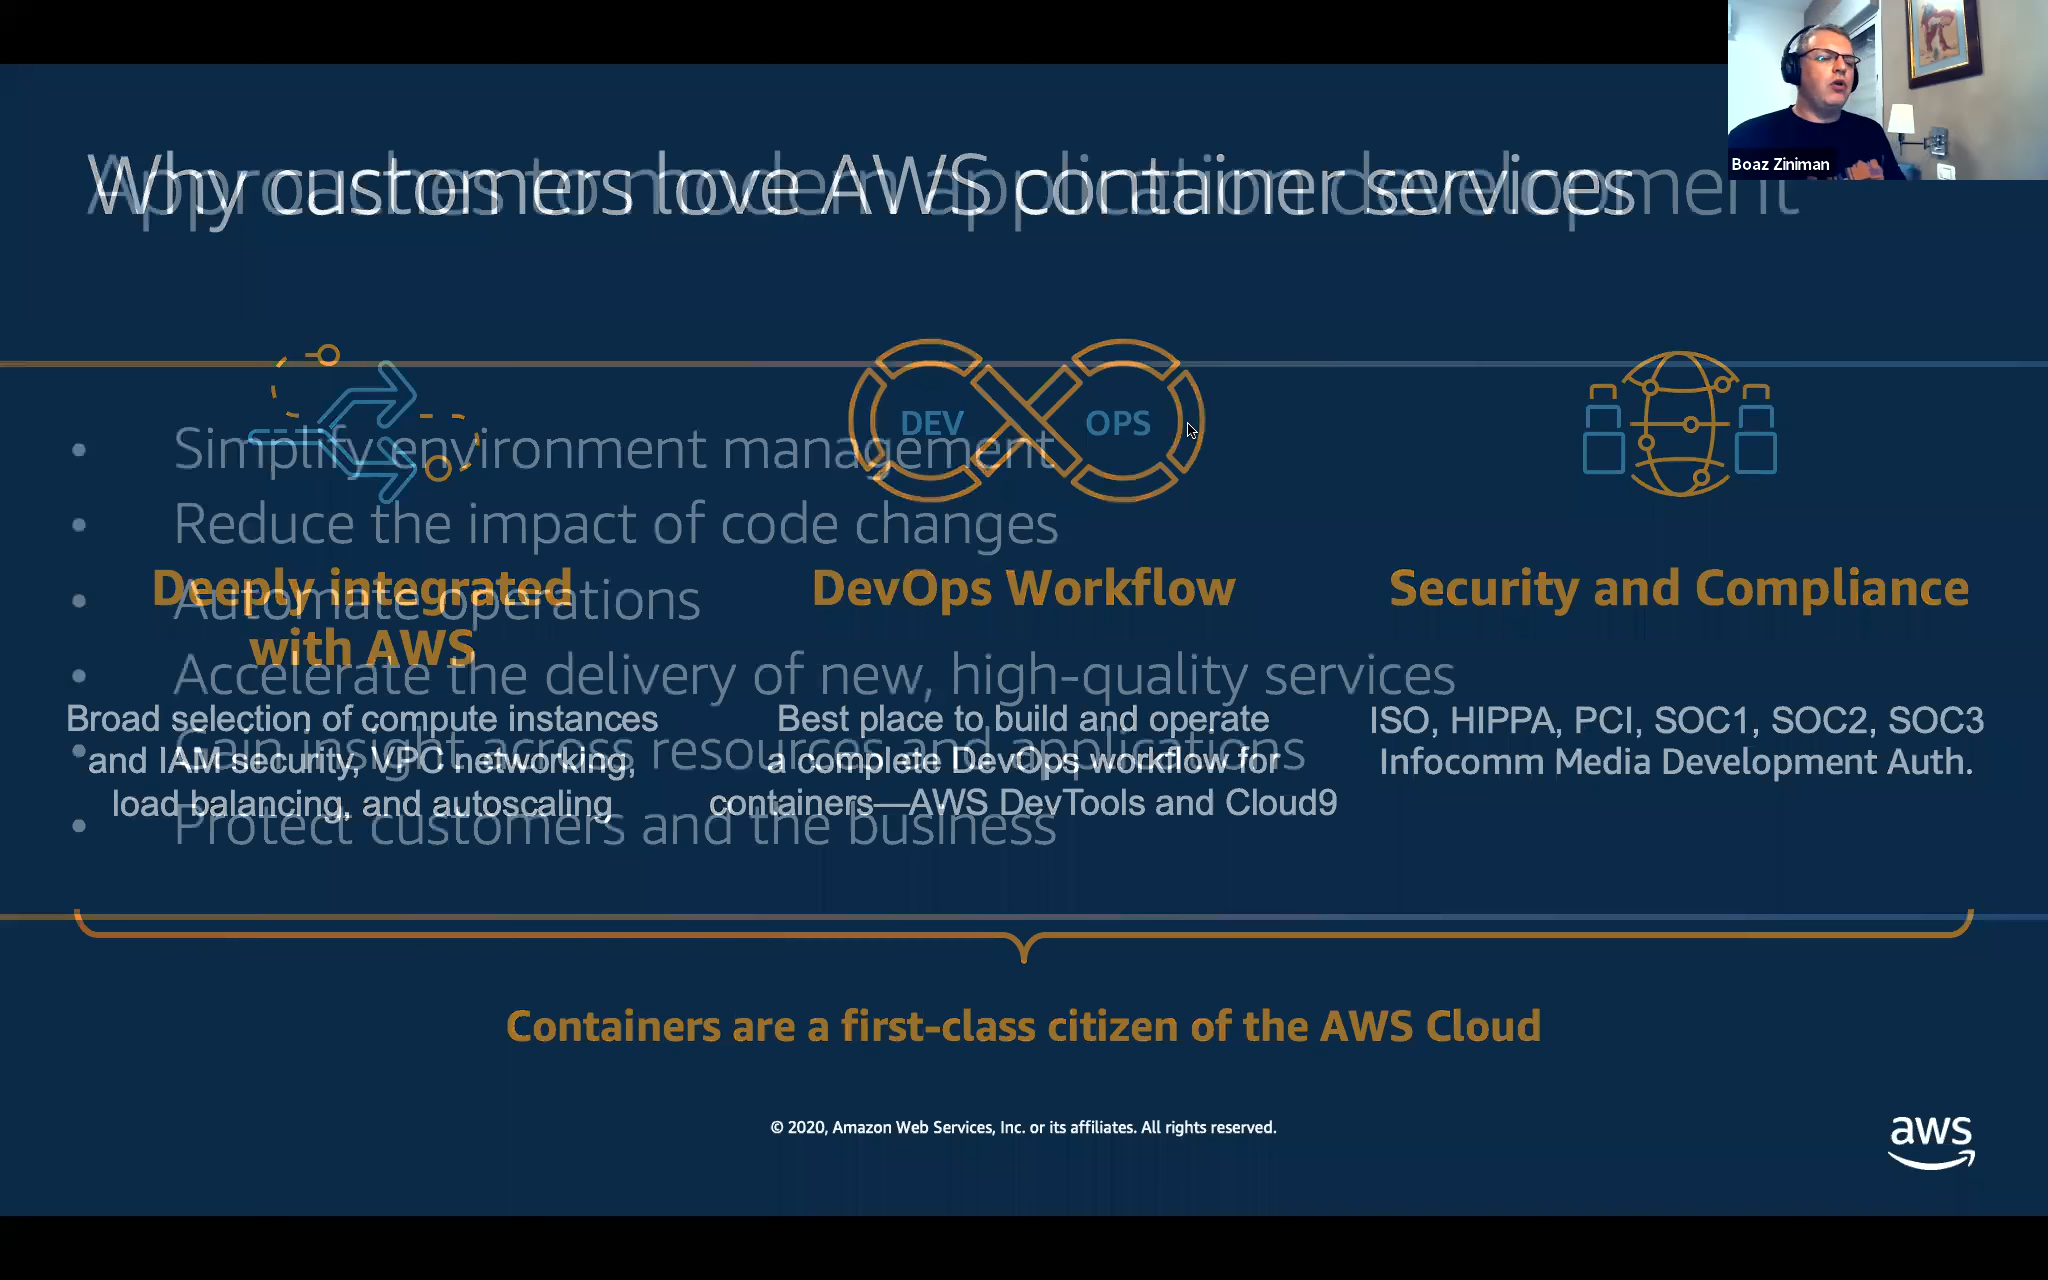 Boaz Ziniman
Why customers love AWS container services
Approaches to modern application development
DEV
OPS
Simplify environment management
Reduce the impact of code changes
Automate operations
Accelerate the delivery of new, high-quality services
Gain insight across resources and applications
Protect customers and the business
Deeply integrated
with AWS
Broad selection of compute instances
and IAM security, VPC networking,
load balancing, and autoscaling
DevOps Workflow
Best place to build and operate
a complete DevOps workflow for
containers—AWS DevTools and Cloud9
Security and Compliance
ISO, HIPPA, PCI, SOC1, SOC2, SOC3
Infocomm Media Development Auth.
Containers are a first-class citizen of the AWS Cloud
© 2020, Amazon Web Services, Inc. or its affiliates. All rights reserved.
aws